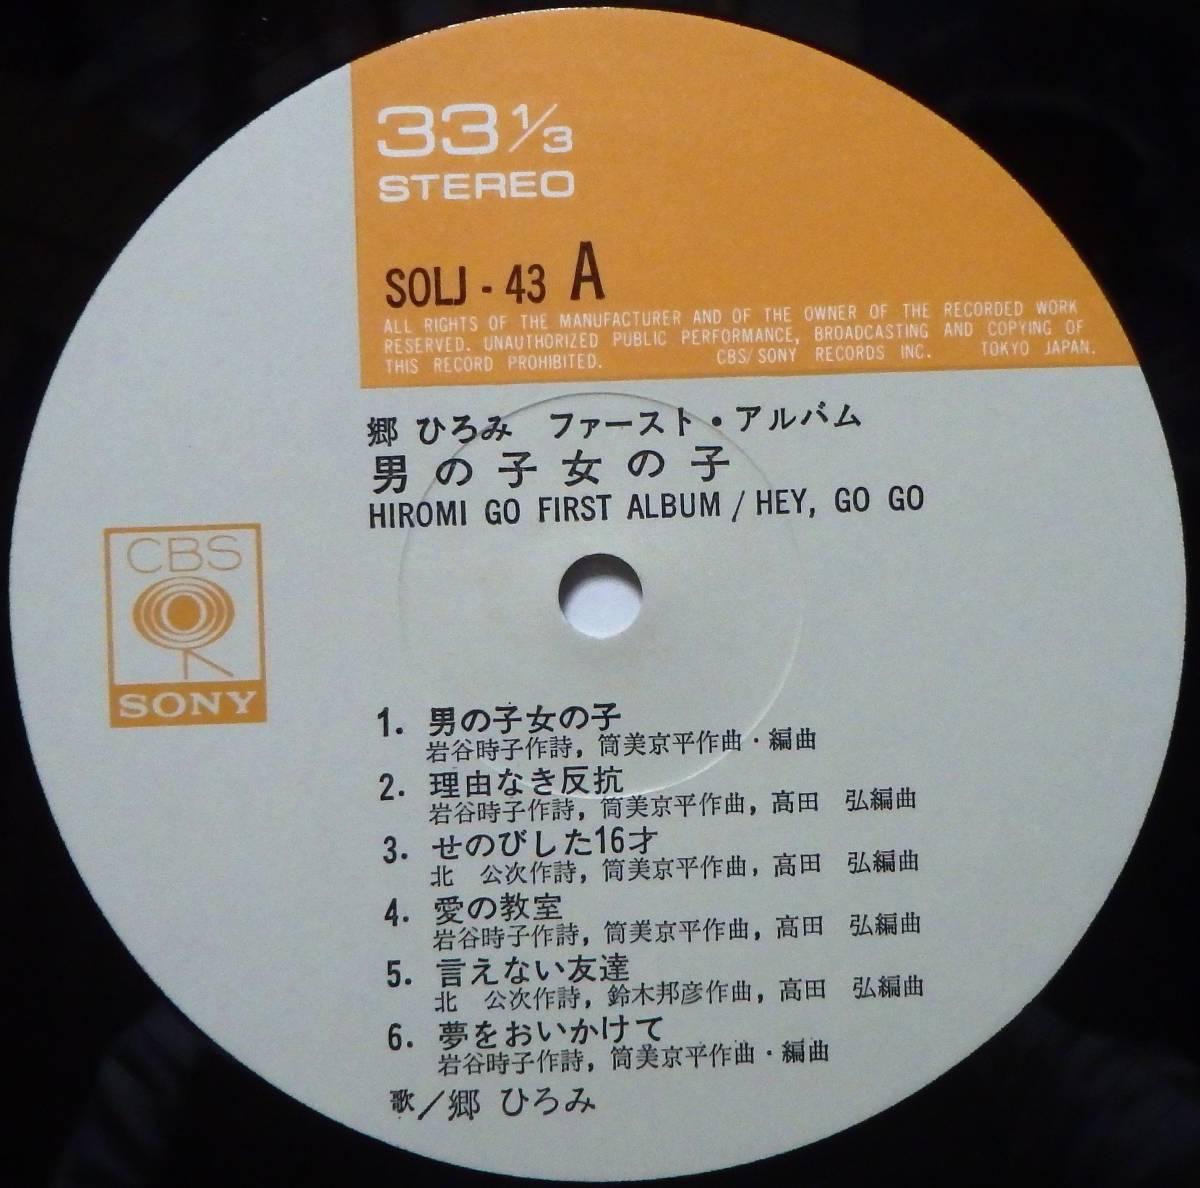 33 1/3
STEREO
SOLJ - 43 A
ALL RIGHTS OF THE MANUFACTURER AND OF THE OWNER OF THE RECORDED WORK
RESERVED. UNAUTHORIZED PUBLIC PERFORMANCE, BROADCASTING AND COPYING OF
THIS RECORD PROHIBITED. CBS/SONY RECORDS INC. TOKYO JAPAN.
郷 ひろみ ファースト・アルバム
男の子女の子
HIROMI GO FIRST ALBUM / HEY, GO GO
CBS
SONY
1. 男の子女の子
岩谷時子作詩, 筒美京平作曲・編曲
2. 理由なき反抗
岩谷時子作詩, 筒美京平作曲, 高田 弘編曲
3. せのびした16才
北 公次作詩, 筒美京平作曲, 高田 弘編曲
4. 愛の教室
岩谷時子作詩, 筒美京平作曲, 高田 弘編曲
5. 言えない友達
北 公次作詩, 鈴木邦彦作曲, 高田 弘編曲
6. 夢をおいかけて
岩谷時子作詩, 筒美京平作曲・編曲
歌/郷 ひろみ